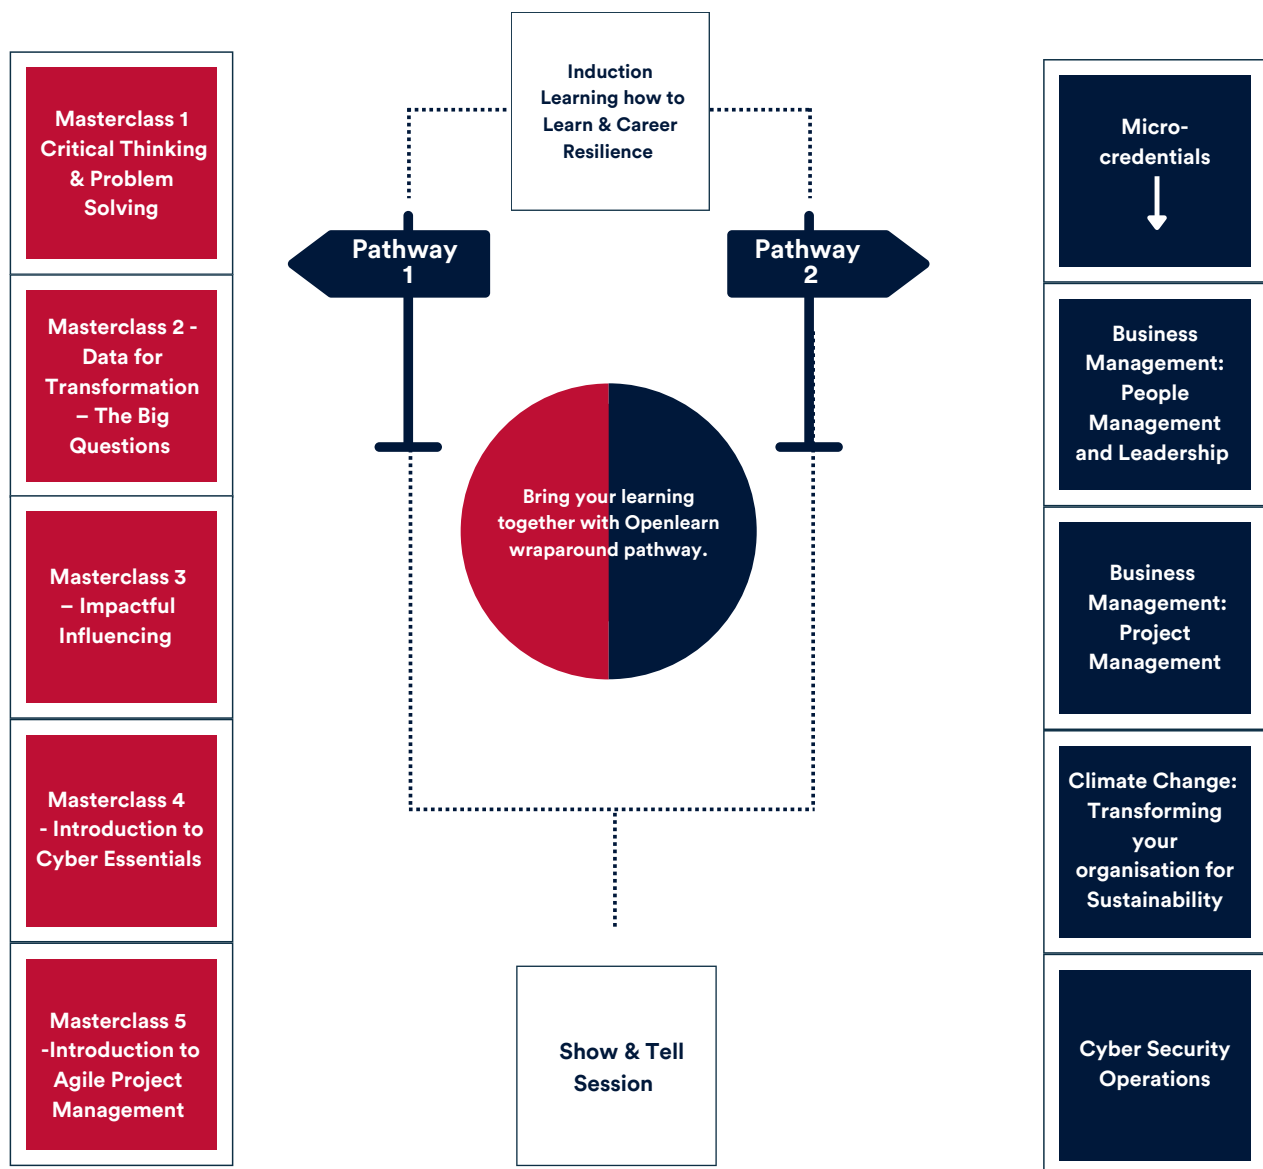 Induction
Learning how to
Learn & Career
Resilience
Masterclass 1
Critical Thinking
& Problem
Solving
Masterclass 2 -
Data for
Transformation
– The Big
Questions
Masterclass 3
– Impactful
Influencing
Masterclass 4
- Introduction to
Cyber Essentials
Masterclass 5
-Introduction to
Agile Project
Management
Pathway
1
Pathway
2
Bring your learning
together with Openlearn
wraparound pathway.
Show & Tell
Session
Micro-
credentials
Business
Management:
People
Management
and Leadership
Business
Management:
Project
Management
Climate Change:
Transforming
your
organisation for
Sustainability
Cyber Security
Operations